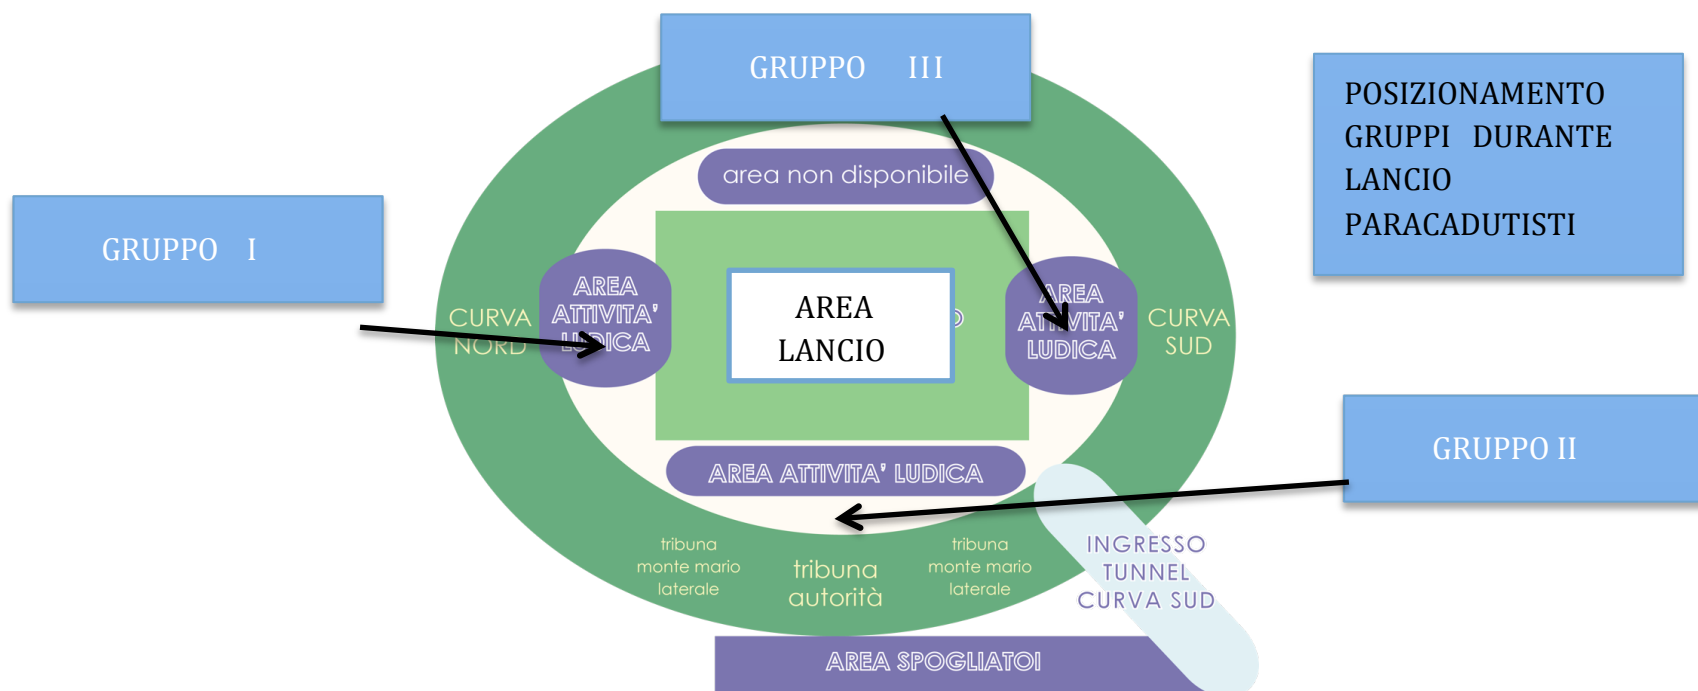 GRUPPO III
POSIZIONAMENTO
GRUPPI DURANTE
LANCIO
PARACADUTISTI
area non disponibile
GRUPPO I
AREA
ATTIVITA'
LUDICA
CURVA
NORD
AREA
LANCIO
AREA
ATTIVITA'
LUDICA
CURVA
SUD
GRUPPO II
AREA ATTIVITA' LUDICA
tribuna
monte mario
laterale
tribuna
autorità
tribuna
monte mario
laterale
INGRESSO
TUNNEL
CURVA SUD
AREA SPOGLIATOI